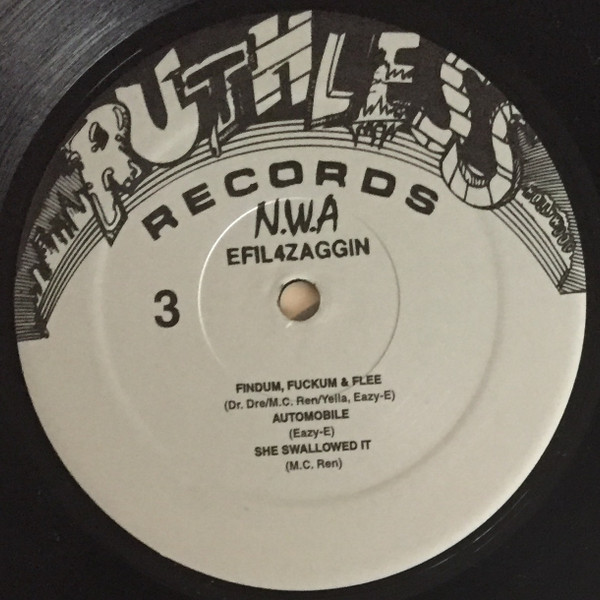 RUTHLESS
RECORDS
N.W.A
EFIL4ZAGGIN
3
FINDUM, FUCKUM & FLEE
(Dr. Dre/M.C. Ren/Yella, Eazy-E)
AUTOMOBILE
(Eazy-E)
SHE SWALLOWED IT
(M.C. Ren)